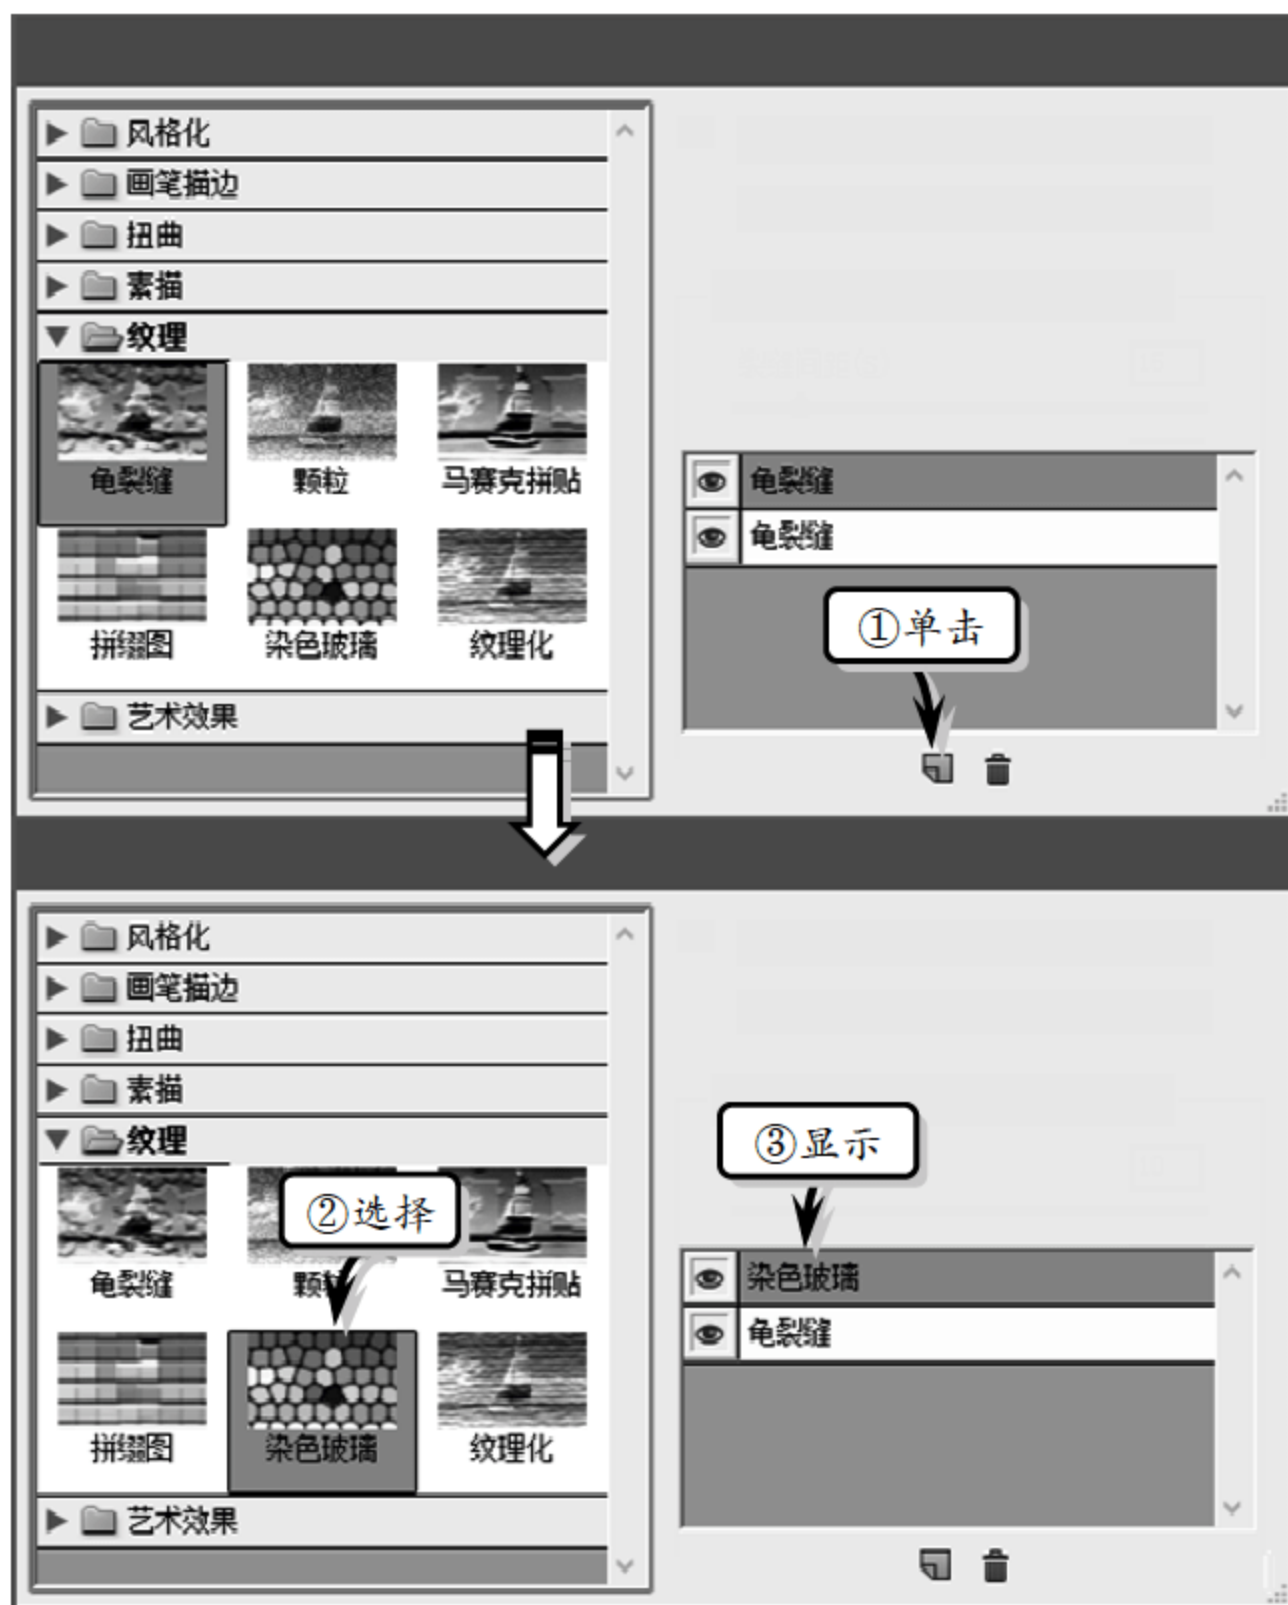 风格化
画笔描边
扭曲
素描
纹理
龟裂缝 颗粒 马赛克拼贴
拼缀图 染色玻璃 纹理化
艺术效果
龟裂缝
龟裂缝
①单击
风格化
画笔描边
扭曲
素描
纹理
②选择
龟裂缝 颗 马赛克拼贴
拼缀图 染色玻璃 纹理化
艺术效果
③显示
染色玻璃
龟裂缝